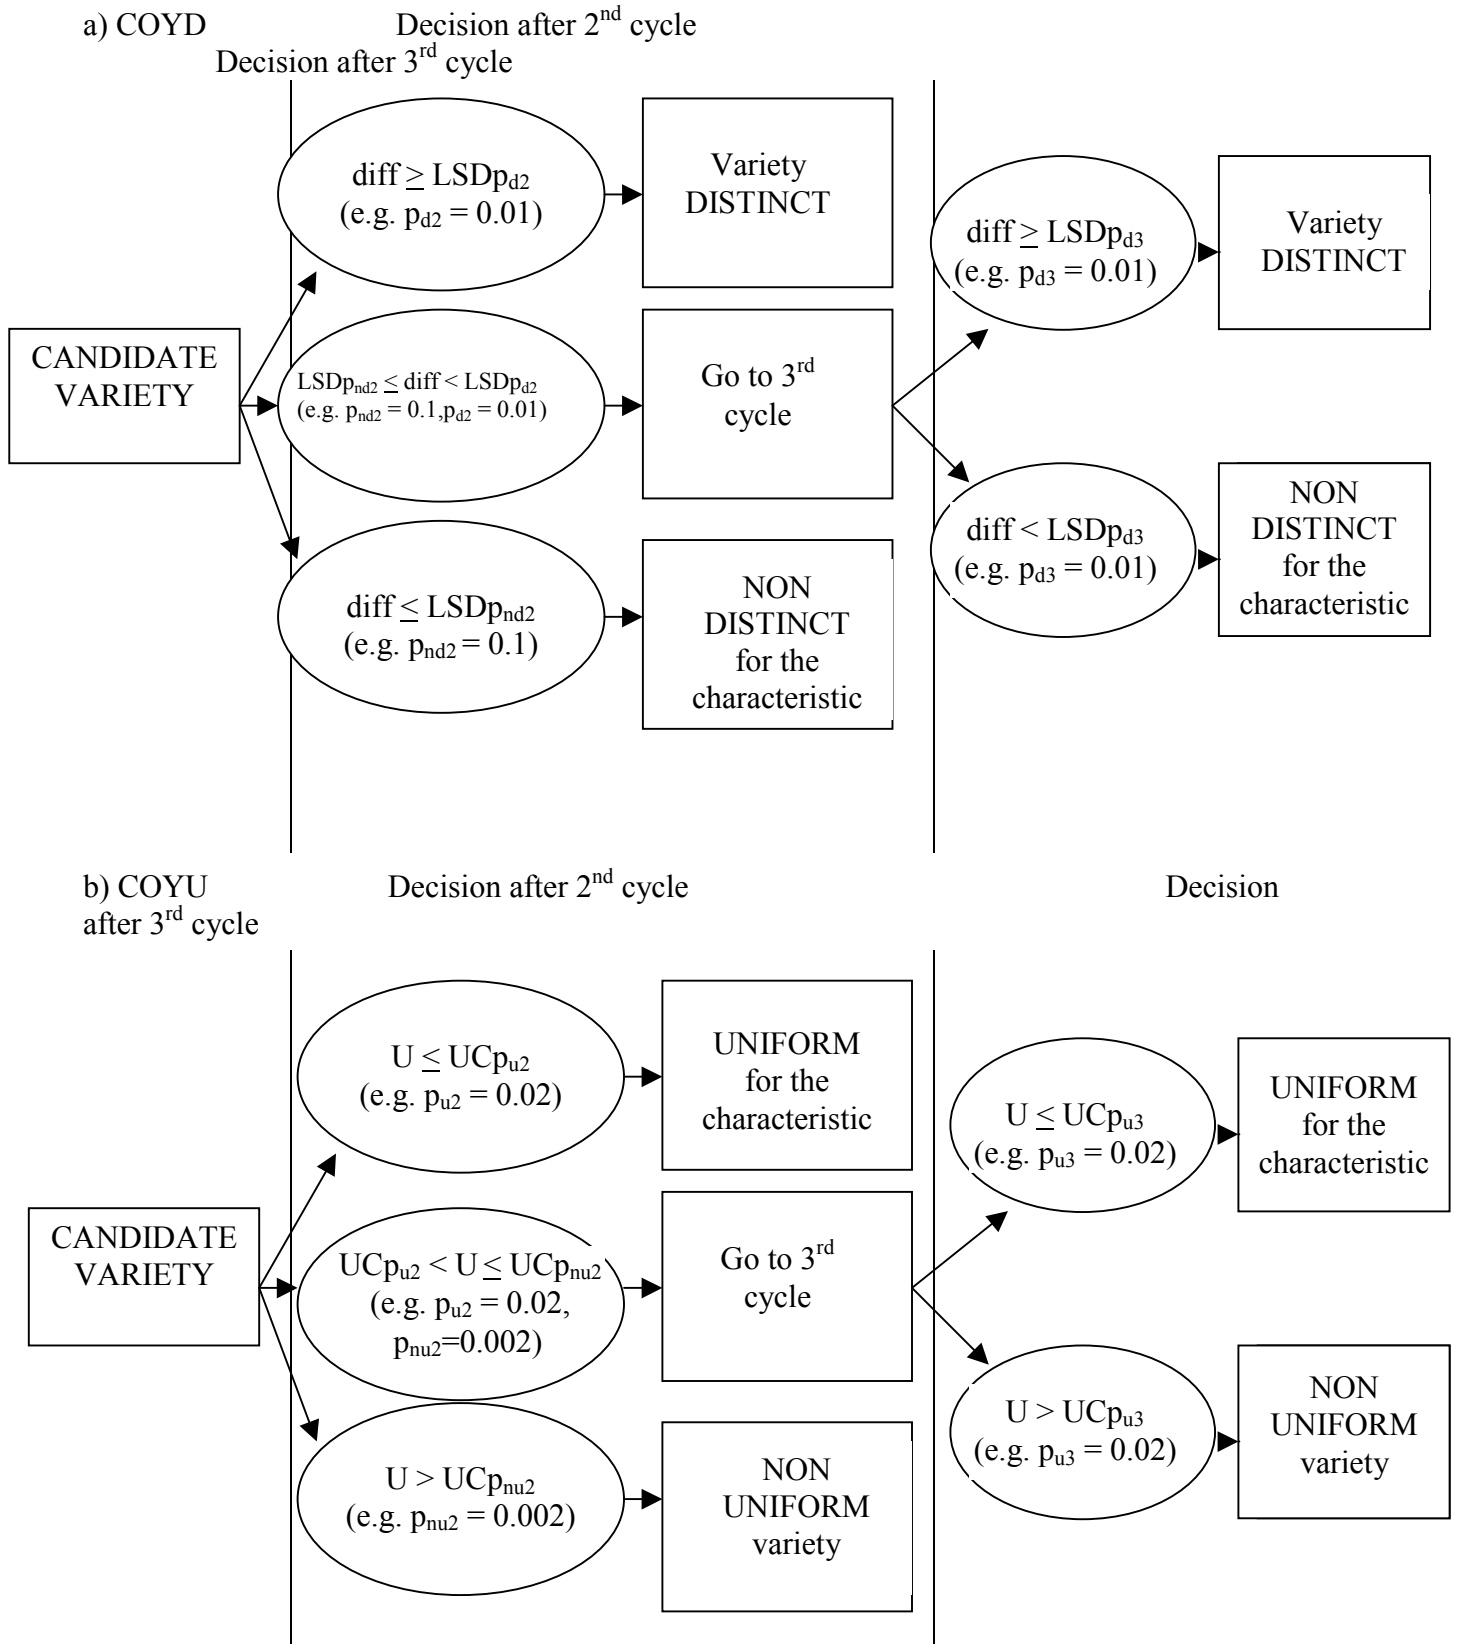 a) COYD Decision after 2nd cycle
Decision after 3rd cycle
diff ≥ LSDpd2
(e.g. pd2 = 0.01)
Variety
DISTINCT
diff ≥ LSDpd3
(e.g. pd3 = 0.01)
Variety
DISTINCT
CANDIDATE
VARIETY
LSDpnd2 ≤ diff < LSDpd2
(e.g. pnd2 = 0.1,pd2 = 0.01)
Go to 3rd
cycle
diff < LSDpd3
(e.g. pd3 = 0.01)
NON
DISTINCT
for the
characteristic
diff ≤ LSDpnd2
(e.g. pnd2 = 0.1)
NON
DISTINCT
for the
characteristic
b) COYU Decision after 2nd cycle Decision
after 3rd cycle
U ≤ UCpu2
(e.g. pu2 = 0.02)
UNIFORM
for the
characteristic
U ≤ UCpu3
(e.g. pu3 = 0.02)
UNIFORM
for the
characteristic
CANDIDATE
VARIETY
UCpu2 < U ≤ UCpnu2
(e.g. pu2 = 0.02,
pnu2=0.002)
Go to 3rd
cycle
U > UCpu3
(e.g. pu3 = 0.02)
NON
UNIFORM
variety
U > UCpnu2
(e.g. pnu2 = 0.002)
NON
UNIFORM
variety